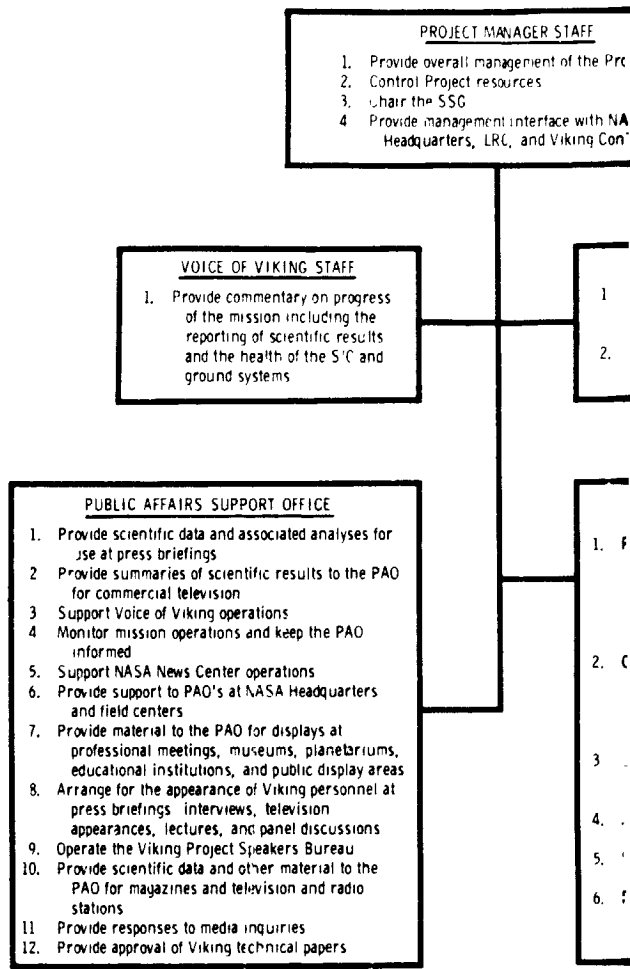 PROJECT MANAGER STAFF
1. Provide overall management of the
2. Control Project resources
3. Chair the SSG
4 Provide management interface with
Headquarters, LRC, and Viking
VOICE OF VIKING STAFF
1. Provide commentary on progress
of the mission including the
reporting of scientific results
and the health of the S/C and
ground systems
1
2.
PUBLIC AFFAIRS SUPPORT OFFICE
1. Provide scientific data and associated analyses for
use at press briefings
2 Provide summaries of scientific results to the PAO
for commercial television
3 Support Voice of Viking operations
4 Monitor mission operations and keep the PAO
informed
5. Support NASA News Center operations
6. Provide support to PAO's at NASA Headquarters
and field centers
7. Provide material to the PAO for displays at
professional meetings, museums, planetariums,
educational institutions, and public display areas
8. Arrange for the appearance of Viking personnel at
press briefings interviews, television
appearances, lectures, and panel discussions
9. Operate the Viking Project Speakers Bureau
10. Provide scientific data and other material to the
PAO for magazines and television and radio
stations
11 Provide responses to media inquiries
12. Provide approval of Viking technical papers
1.
2.
3
4.
5.
6.